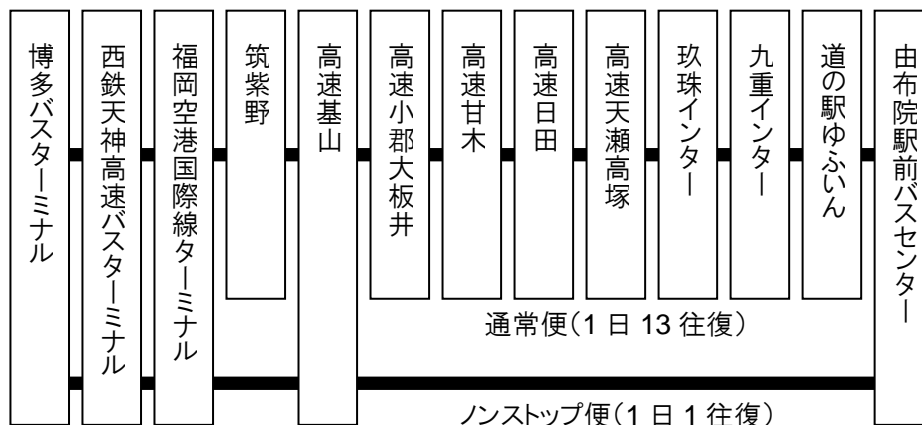 博多バスターミナル
西鉄天神高速バスターミナル
福岡空港国際線ターミナル
筑紫野
高速基山
高速小郡大板井
高速甘木
高速日田
高速天瀬高塚
玖珠インター
九重インター
道の駅ゆふいん
由布院駅前バスセンター
通常便(1 日 13 往復)
ノンストップ便(1 日 1 往復)